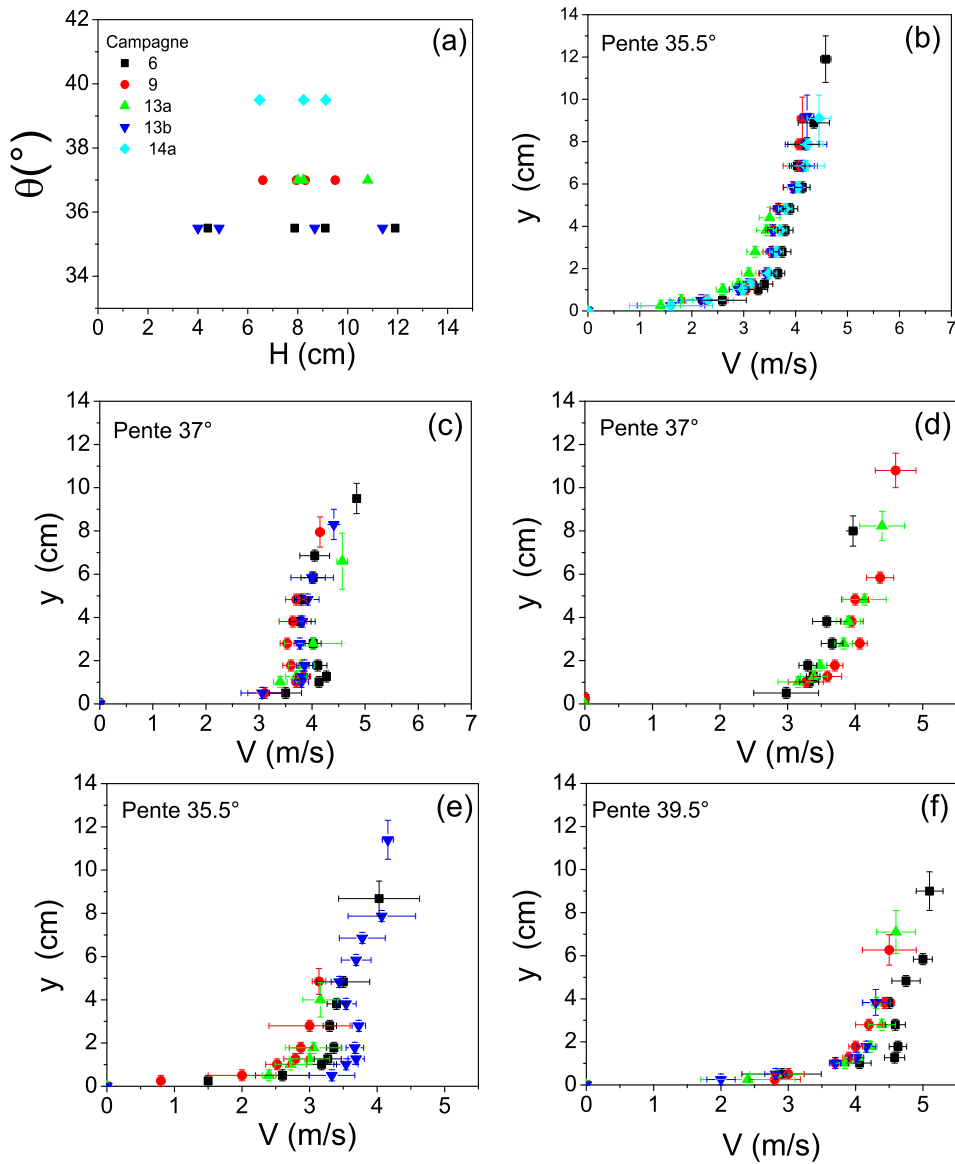 (a)
Campagne
6
9
13a
13b
14a
42
40
38
36
34
θ(°)
0 2 4 6 8 10 12 14
H (cm)
(b)
Pente 35.5°
14
12
10
8
6
4
2
0
y (cm)
0 1 2 3 4 5 6 7
V (m/s)
(c)
Pente 37°
14
12
10
8
6
4
2
0
y (cm)
0 1 2 3 4 5 6 7
V (m/s)
(d)
Pente 37°
14
12
10
8
6
4
2
0
y (cm)
0 1 2 3 4 5
V (m/s)
(e)
Pente 35.5°
14
12
10
8
6
4
2
0
y (cm)
0 1 2 3 4 5
V (m/s)
(f)
Pente 39.5°
14
12
10
8
6
4
2
0
y (cm)
0 1 2 3 4 5
V (m/s)